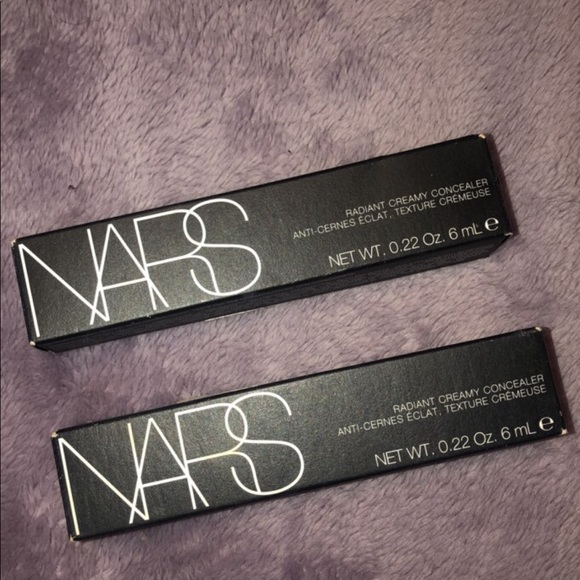 NARS
RADIANT CREAMY CONCEALER
ANTI-CERNES ÉCLAT, TEXTURE CRÉMEUSE
NET WT. 0.22 Oz. 6 mL ℮
NARS
RADIANT CREAMY CONCEALER
ANTI-CERNES ÉCLAT, TEXTURE CRÉMEUSE
NET WT. 0.22 Oz. 6 mL ℮